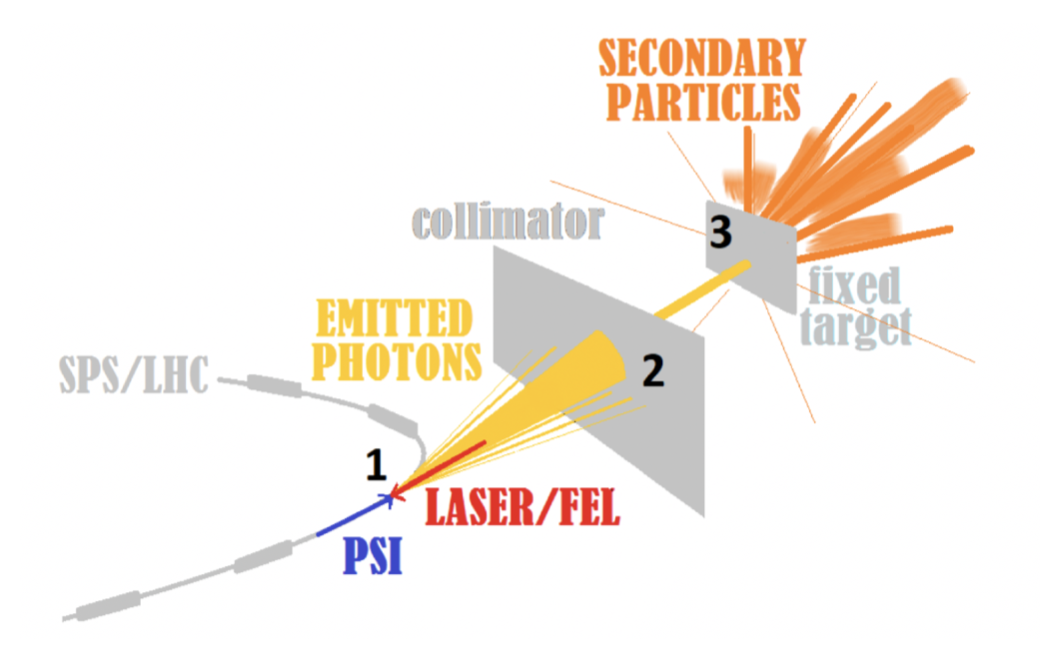 SECONDARY
PARTICLES
collimator
3
fixed
target
EMITTED
PHOTONS
SPS/LHC
2
1
LASER/FEL
PSI